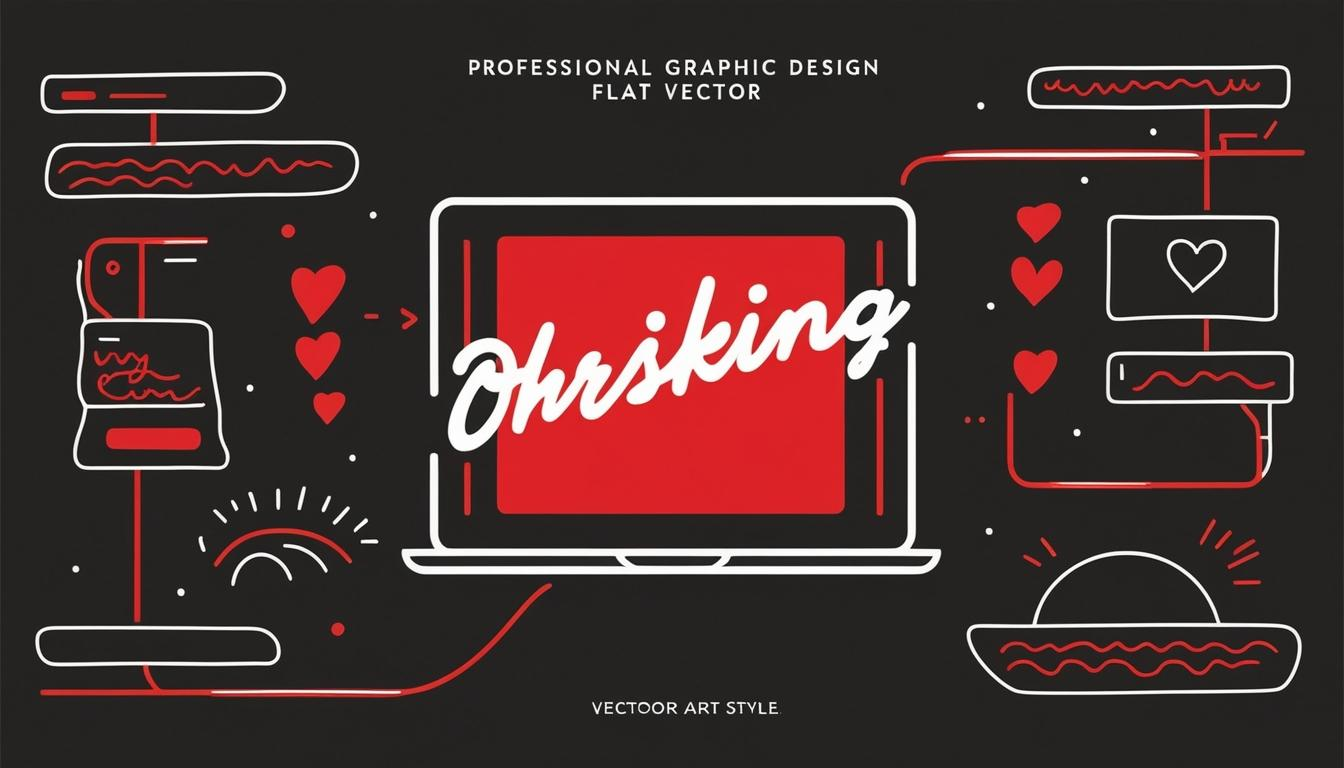 PROFESSIONAL GRAPHIC DESIGN
FLAT VECTOR
Ohrsking
VECTOOR ART STYLE